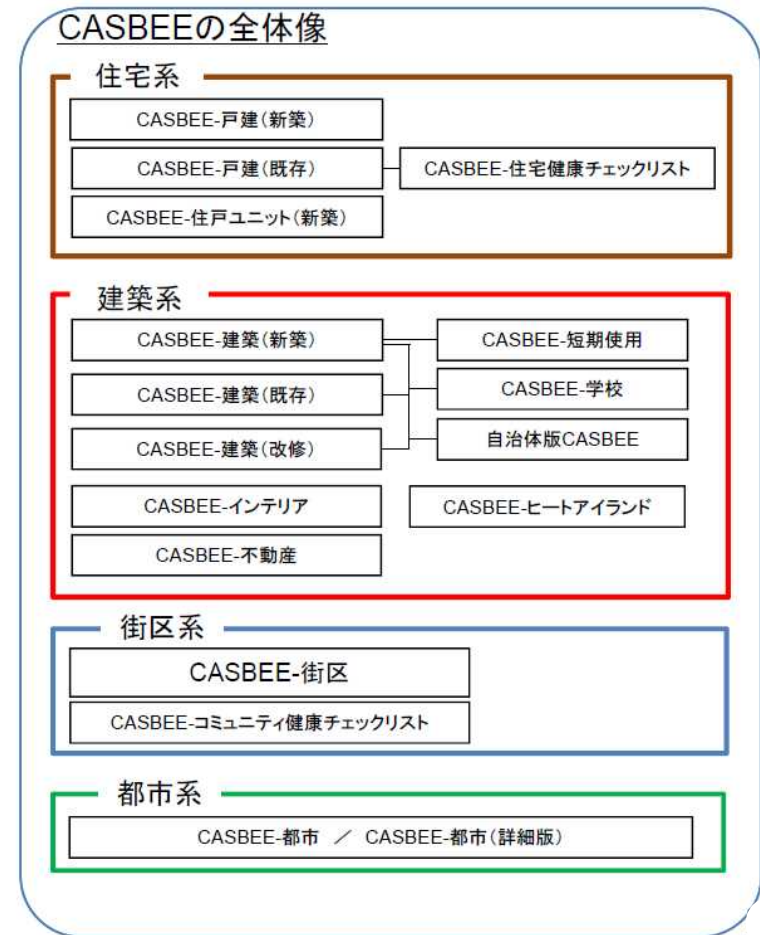 CASBEEの全体像
住宅系
CASBEE-戸建(新築)
CASBEE-戸建(既存)
CASBEE-住宅健康チェックリスト
CASBEE-住戸ユニット(新築)
建築系
CASBEE-建築(新築)
CASBEE-短期使用
CASBEE-建築(既存)
CASBEE-学校
CASBEE-建築(改修)
自治体版CASBEE
CASBEE-インテリア
CASBEE-ヒートアイランド
CASBEE-不動産
街区系
CASBEE-街区
CASBEE-コミュニティ健康チェックリスト
都市系
CASBEE-都市 / CASBEE-都市(詳細版)